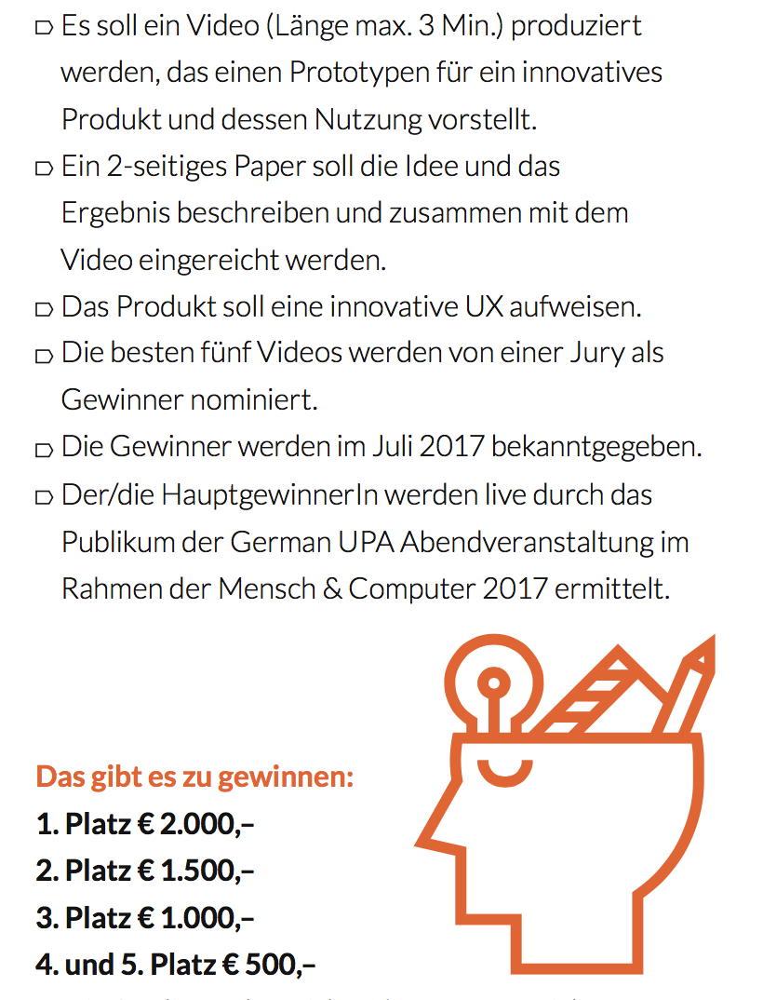 Es soll ein Video (Länge max. 3 Min.) produziert
werden, das einen Prototypen für ein innovatives
Produkt und dessen Nutzung vorstellt.
Ein 2-seitiges Paper soll die Idee und das
Ergebnis beschreiben und zusammen mit dem
Video eingereicht werden.
Das Produkt soll eine innovative UX aufweisen.
Die besten fünf Videos werden von einer Jury als
Gewinner nominiert.
Die Gewinner werden im Juli 2017 bekanntgegeben.
Der/die HauptgewinnerIn werden live durch das
Publikum der German UPA Abendveranstaltung im
Rahmen der Mensch & Computer 2017 ermittelt.
Das gibt es zu gewinnen:
1. Platz € 2.000,–
2. Platz € 1.500,–
3. Platz € 1.000,–
4. und 5. Platz € 500,–